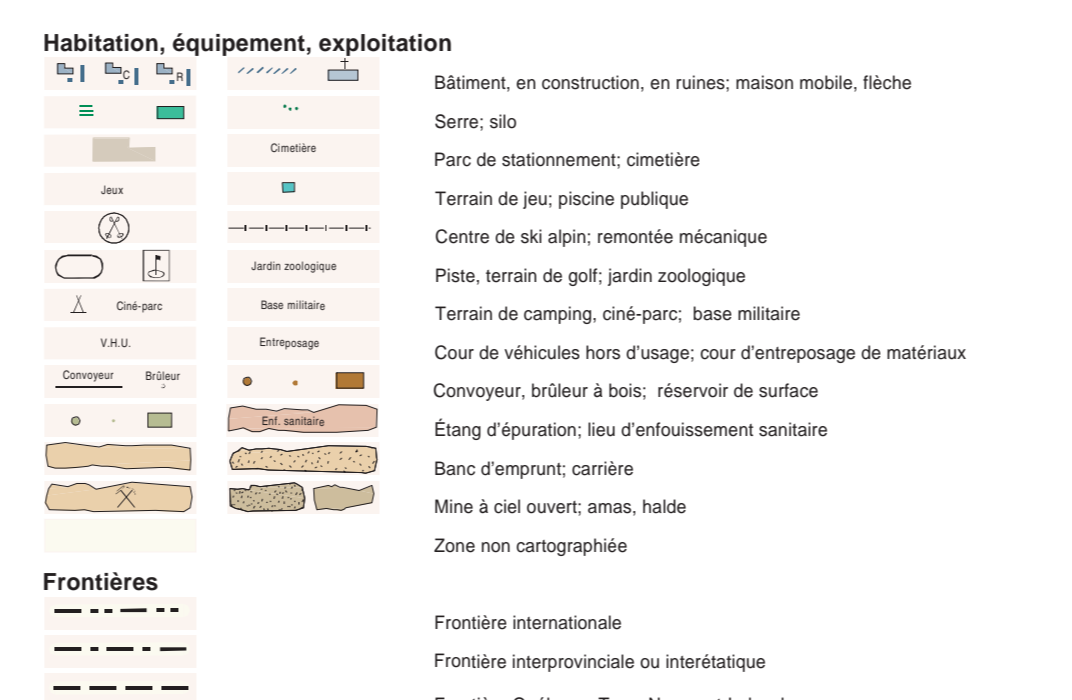 Habitation, équipement, exploitation
C R Bâtiment, en construction, en ruines; maison mobile, flèche
Serre; silo
Cimetière Parc de stationnement; cimetière
Jeux Terrain de jeu; piscine publique
Centre de ski alpin; remontée mécanique
Jardin zoologique Piste, terrain de golf; jardin zoologique
Ciné-parc Base militaire Terrain de camping, ciné-parc; base militaire
V.H.U. Entreposage Cour de véhicules hors d'usage; cour d'entreposage de matériaux
Convoyeur Brûleur Convoyeur, brûleur à bois; réservoir de surface
Enf. sanitaire Étang d'épuration; lieu d'enfouissement sanitaire
Banc d'emprunt; carrière
Mine à ciel ouvert; amas, halde
Zone non cartographiée
Frontières
Frontière internationale
Frontière interprovinciale ou interétatique